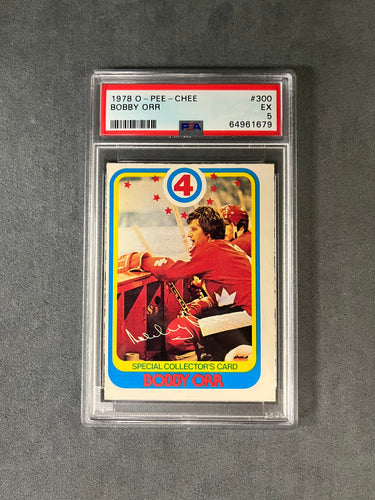 1978 O-PEE-CHEE #300
BOBBY ORR EX
5
PSA 64961679
4
SPECIAL COLLECTOR'S CARD
BOBBY ORR